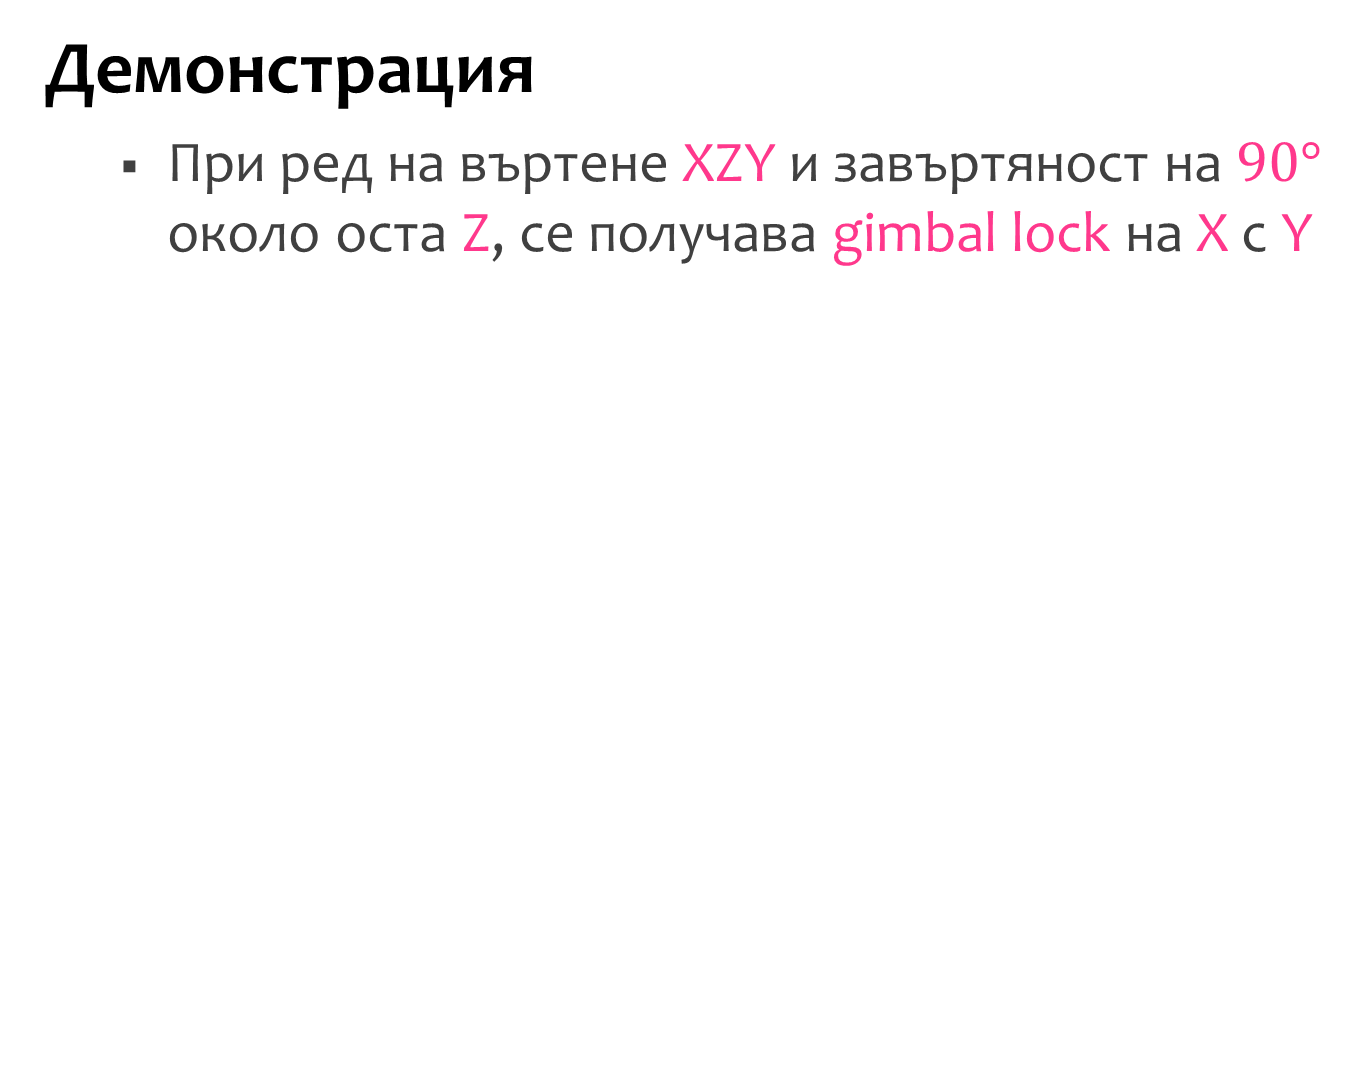 Демонстрация
▪ При ред на въртене XZY и завъртяност на 90°
около оста Z, се получава gimbal lock на X с Y